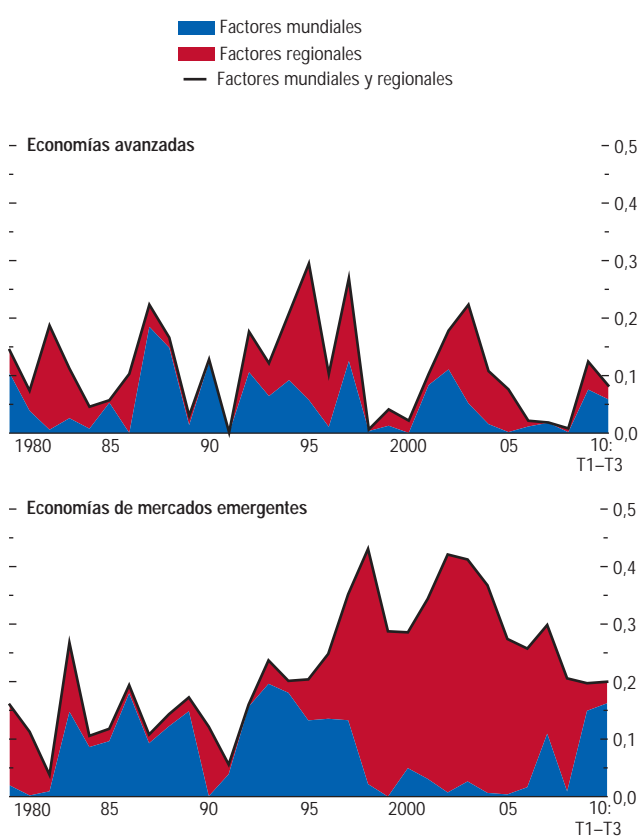 Factores mundiales
Factores regionales
Factores mundiales y regionales
Economías avanzadas
0,5
0,4
0,3
0,2
0,1
0,0
1980 85 90 95 2000 05 10:
T1–T3
Economías de mercados emergentes
0,5
0,4
0,3
0,2
0,1
0,0
1980 85 90 95 2000 05 10:
T1–T3